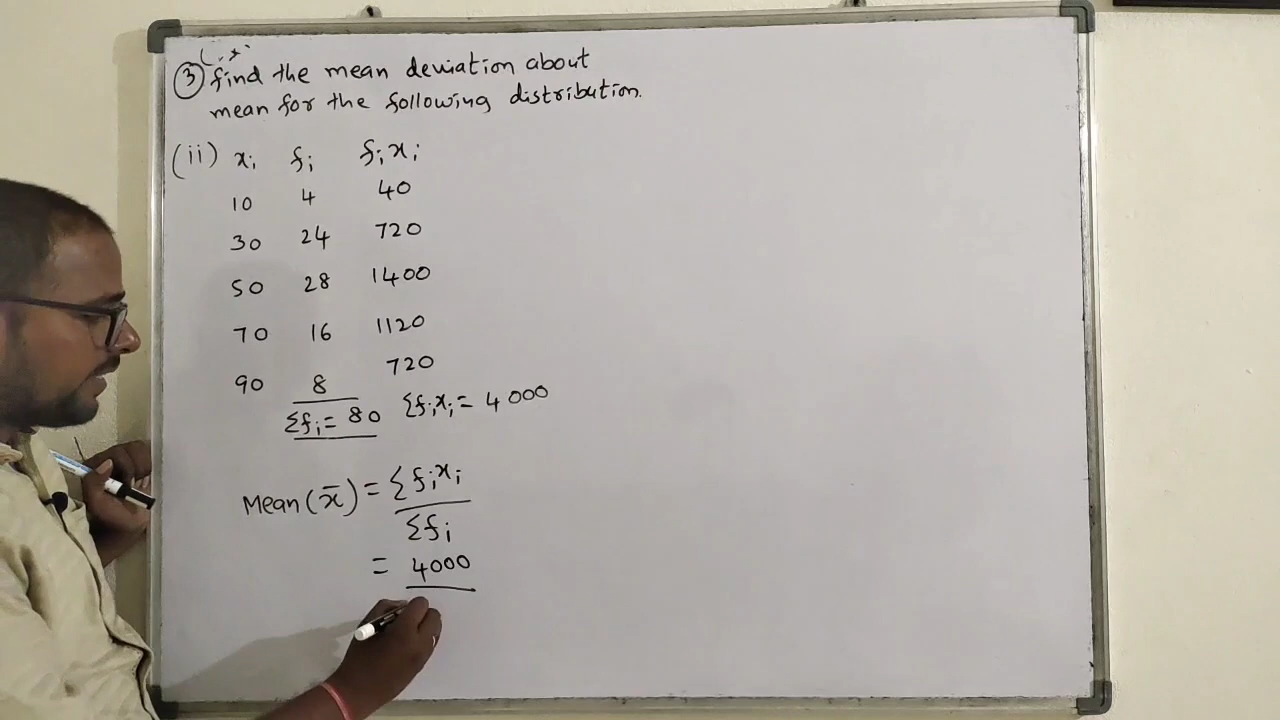 ③ find the mean deviation about
mean for the following distribution.
(ii) xᵢ fᵢ fᵢxᵢ
10 4 40
30 24 720
50 28 1400
70 16 1120
90 8 720
Σfᵢ = 80 Σfᵢxᵢ = 4000
Mean (x̄) = Σfᵢxᵢ
Σfᵢ
= 4000